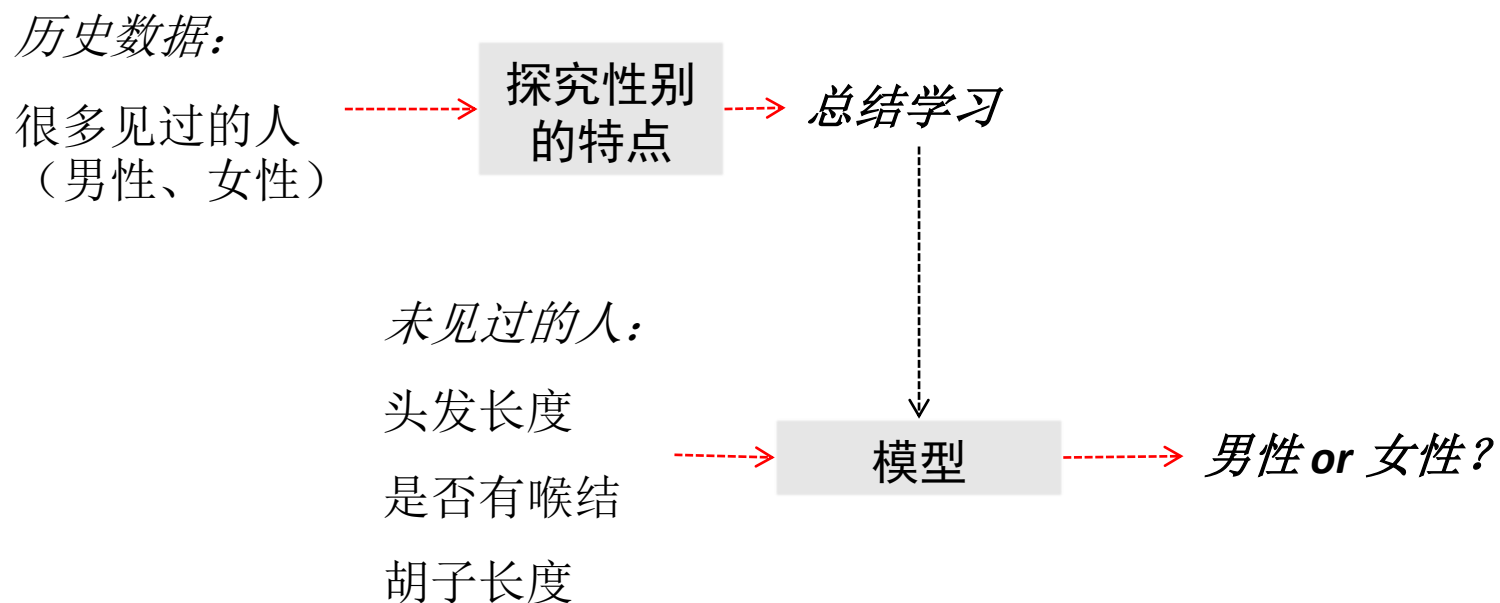 历史数据：
很多见过的人
（男性、女性）
探究性别
的特点
总结学习
未见过的人：
头发长度
是否有喉结
胡子长度
模型
男性 or 女性？